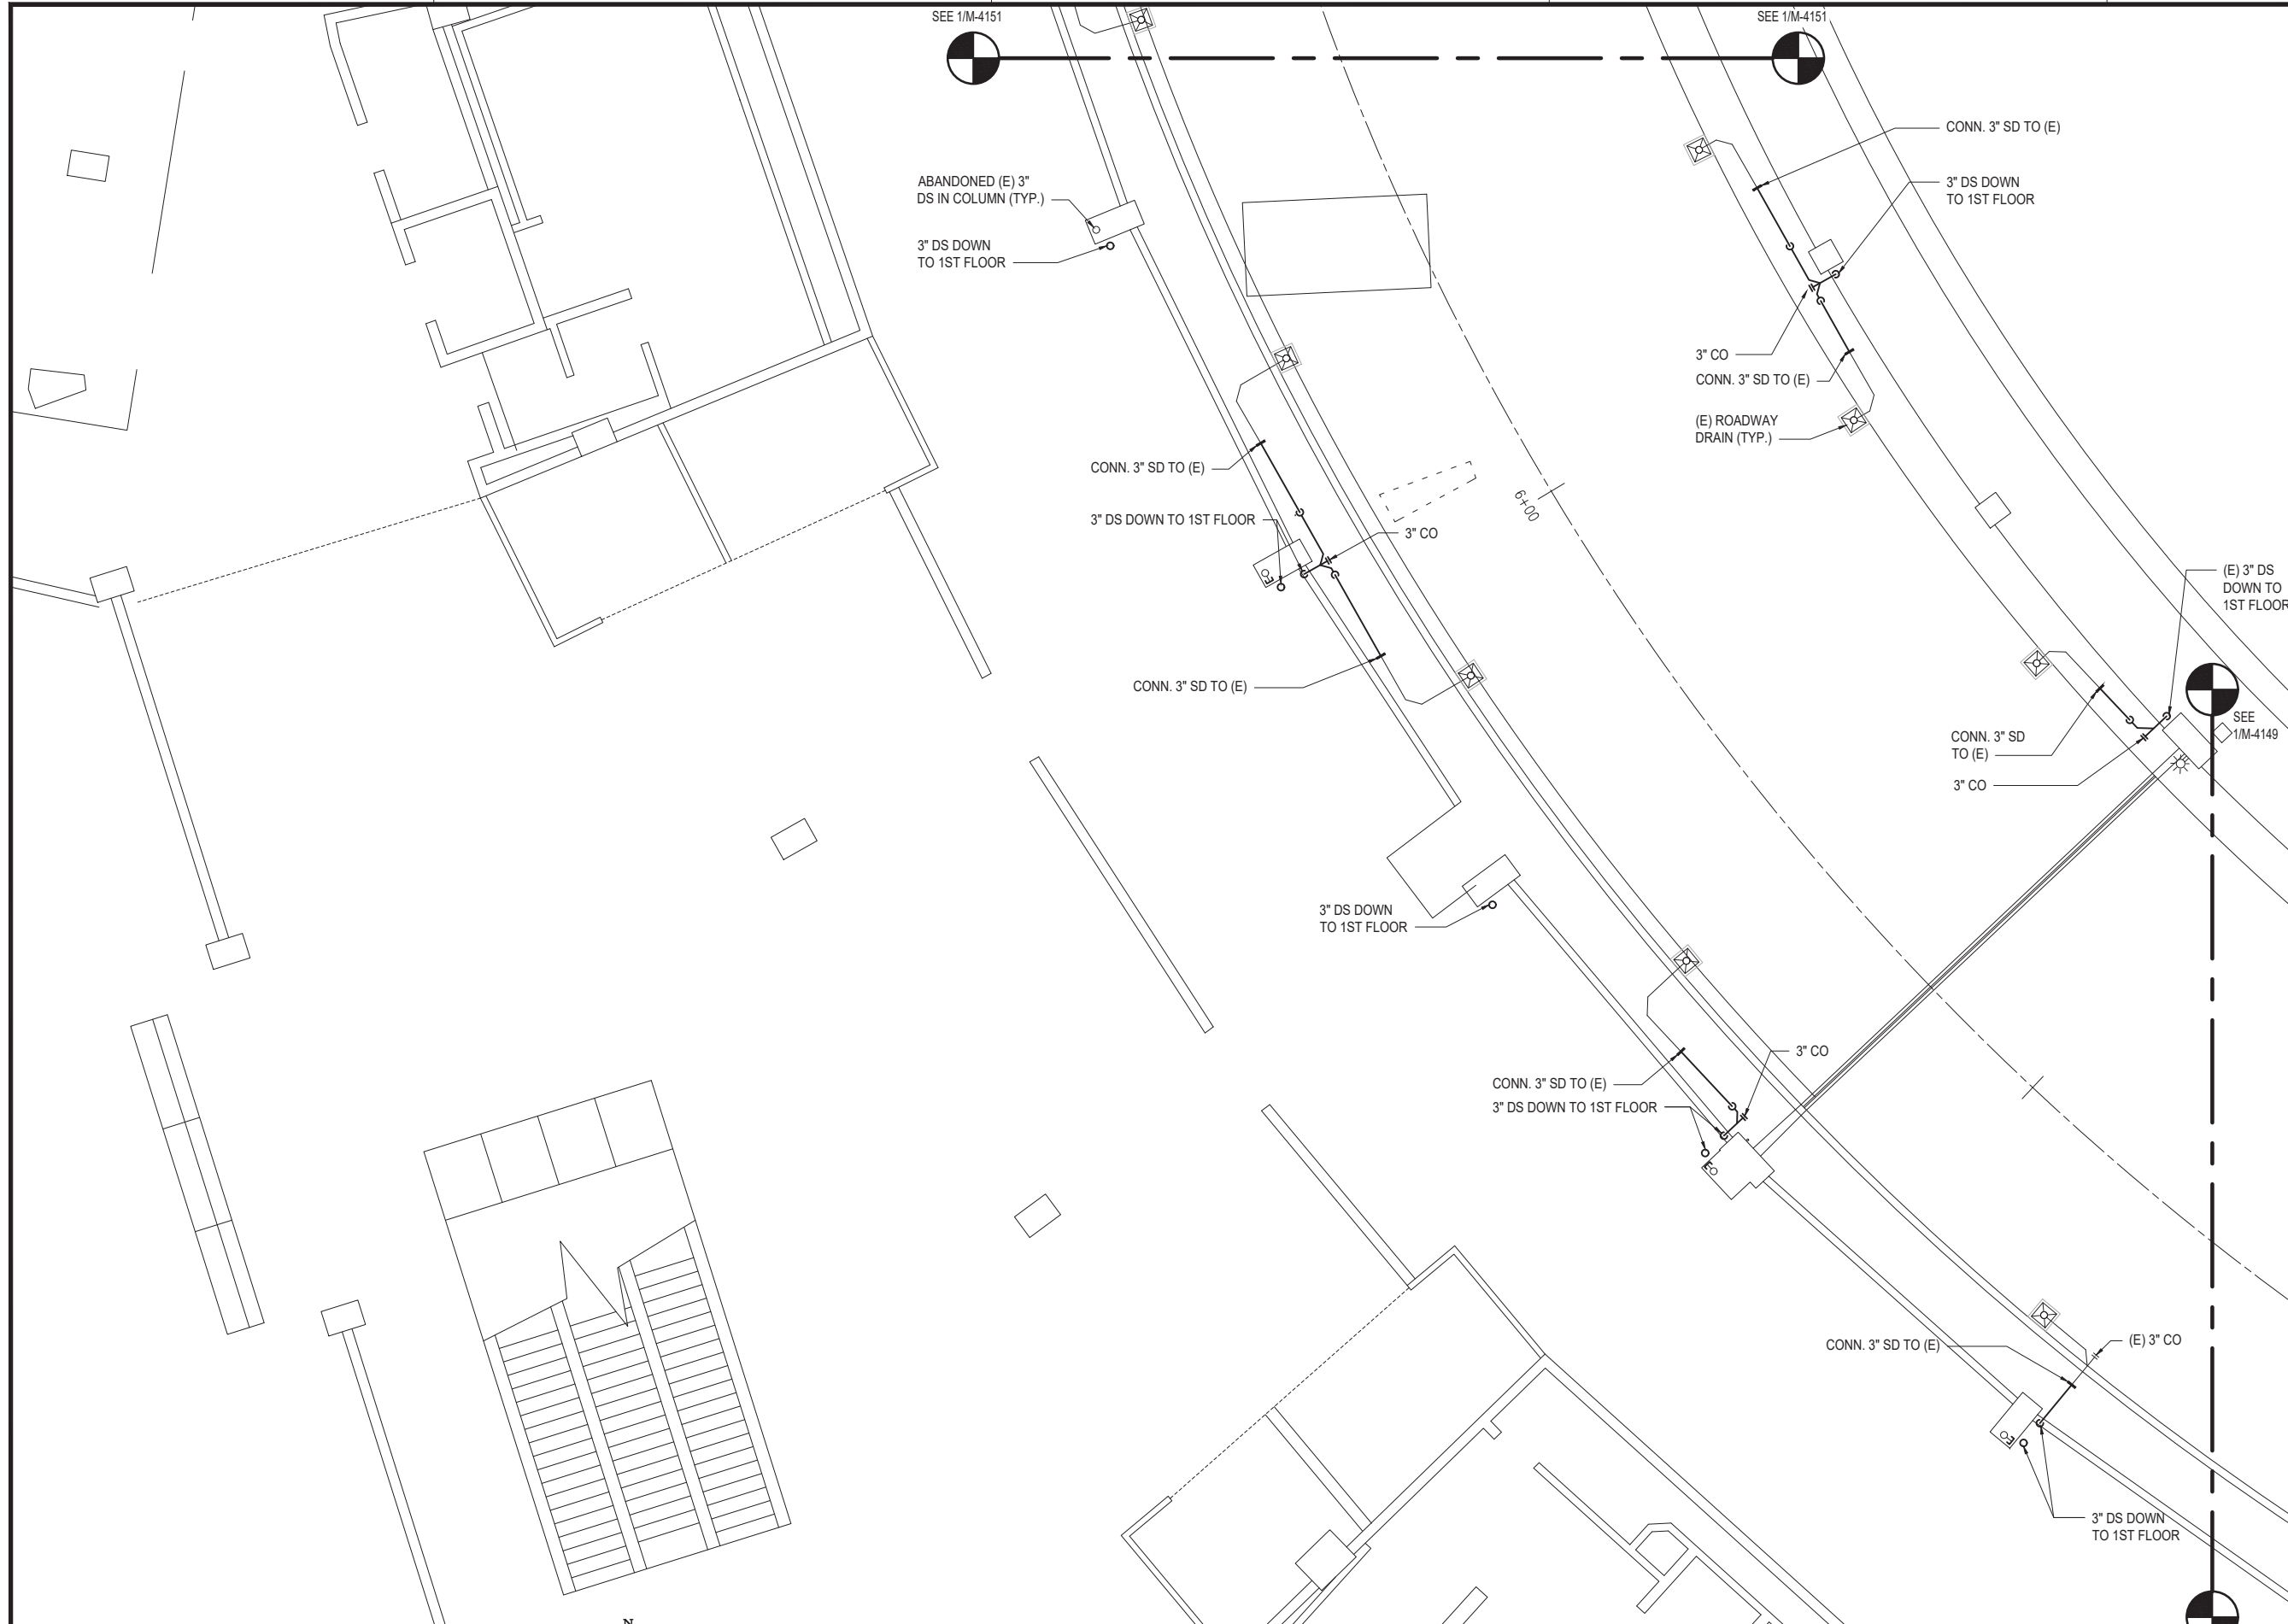 SEE 1/M-4151
SEE 1/M-4151
CONN. 3" SD TO (E)
ABANDONED (E) 3"
DS IN COLUMN (TYP.)
3" DS DOWN
TO 1ST FLOOR
3" DS DOWN
TO 1ST FLOOR
3" CO
CONN. 3" SD TO (E)
(E) ROADWAY
DRAIN (TYP.)
CONN. 3" SD TO (E)
6+00
3" DS DOWN TO 1ST FLOOR
3" CO
E
(E) 3" DS
DOWN TO
1ST FLOOR
CONN. 3" SD TO (E)
SEE
1/M-4149
CONN. 3" SD
TO (E)
3" CO
3" DS DOWN
TO 1ST FLOOR
3" CO
CONN. 3" SD TO (E)
3" DS DOWN TO 1ST FLOOR
E
CONN. 3" SD TO (E)
(E) 3" CO
E
3" DS DOWN
TO 1ST FLOOR
N